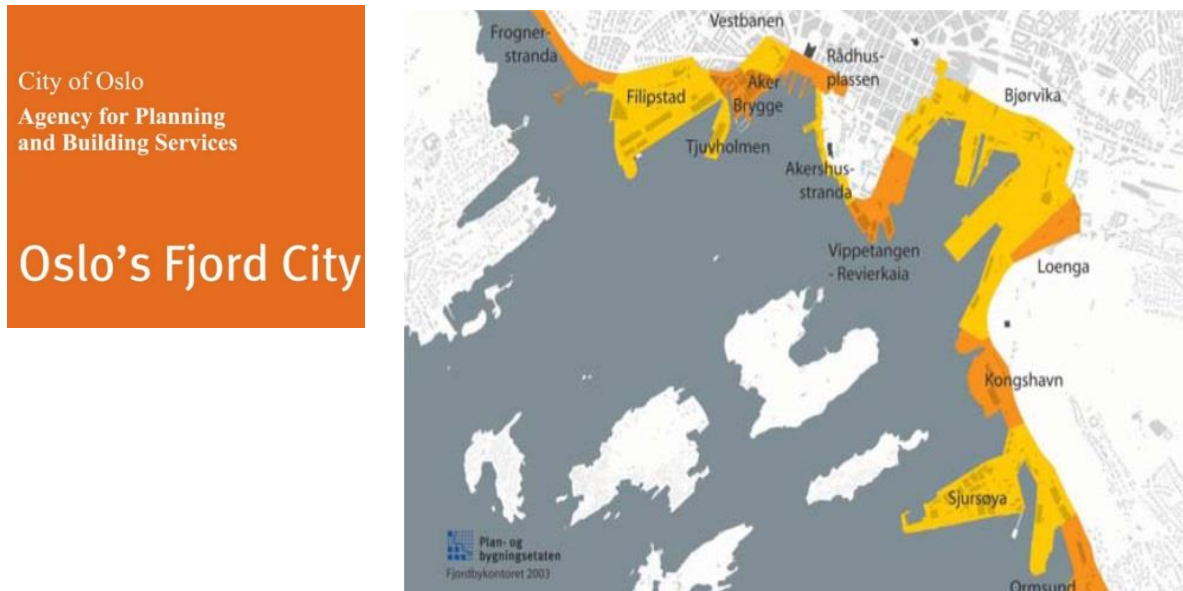 City of Oslo
Agency for Planning
and Building Services
Oslo's Fjord City
Vestbanen
Frogner-
stranda
Rådhus-
plassen
Filipstad
Aker
Brygge
Bjørvika
Tjuvholmen
Akershus-
stranda
Vippetangen
- Revierkaia
Loenga
Kongshavn
Sjursøya
Plan- og
bygningsetaten
Fjordbykontoret 2003
Ormsund